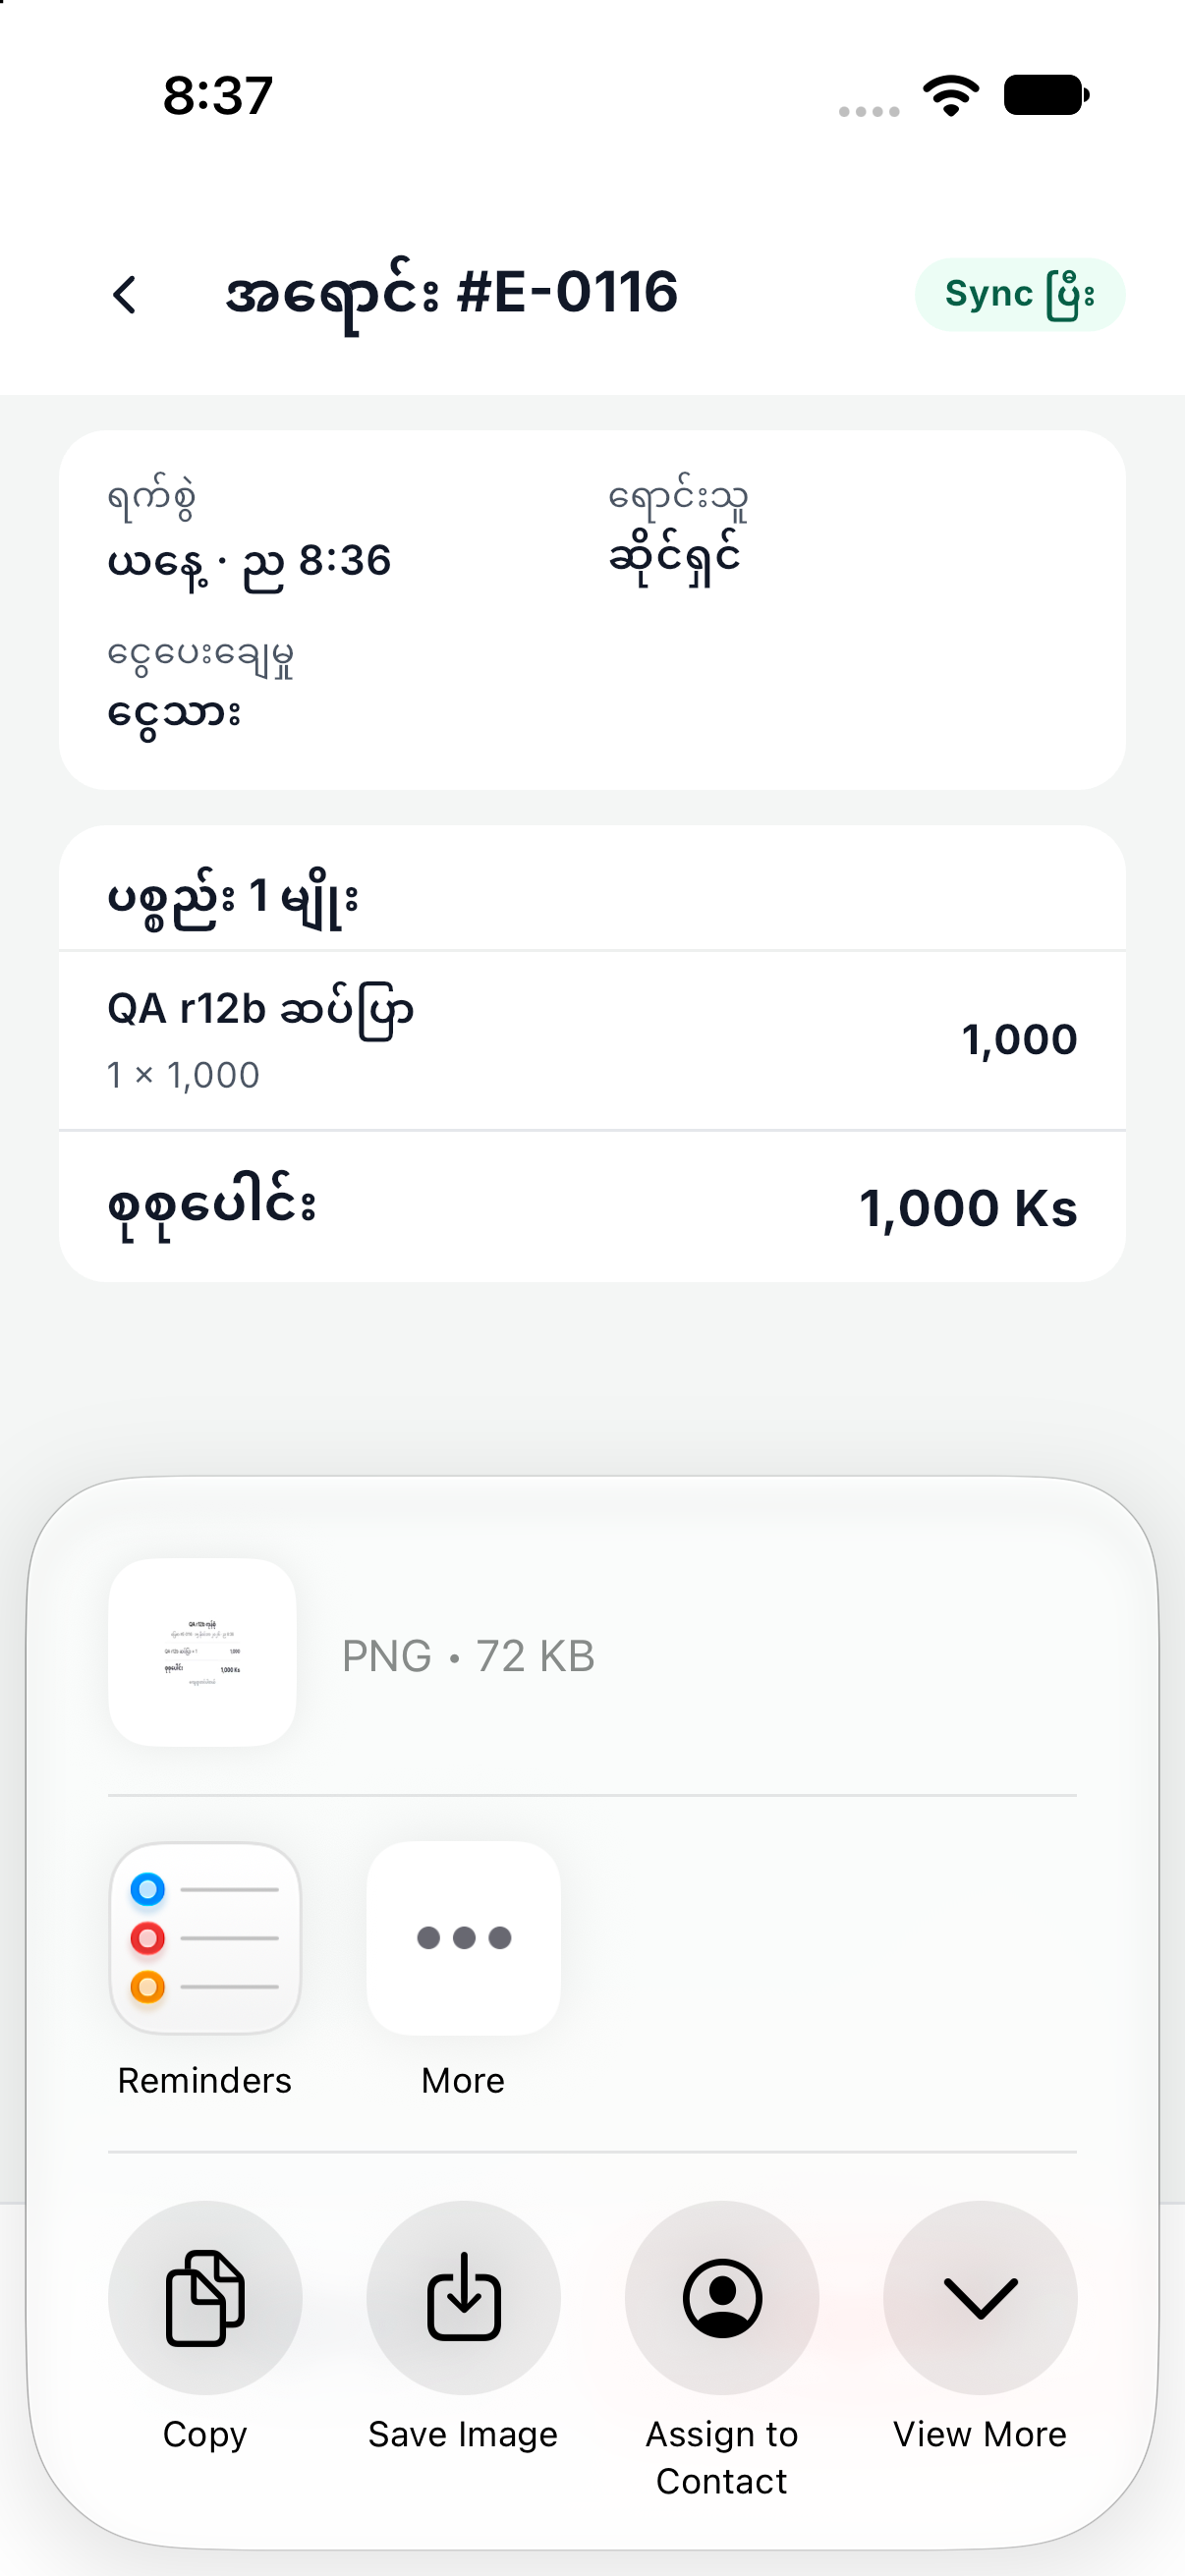 8:37
အရောင်း #E-0116
Sync ပြီး
ရက်စွဲ
ယနေ့ · ည 8:36
ရောင်းသူ
ဆိုင်ရှင်
ငွေပေးချေမှု
ငွေသား
ပစ္စည်း 1 မျိုး
QA r12b ဆပ်ပြာ
1 × 1,000
1,000
စုစုပေါင်း
1,000 Ks
PNG • 72 KB
Reminders
More
Copy
Save Image
Assign to
Contact
View More